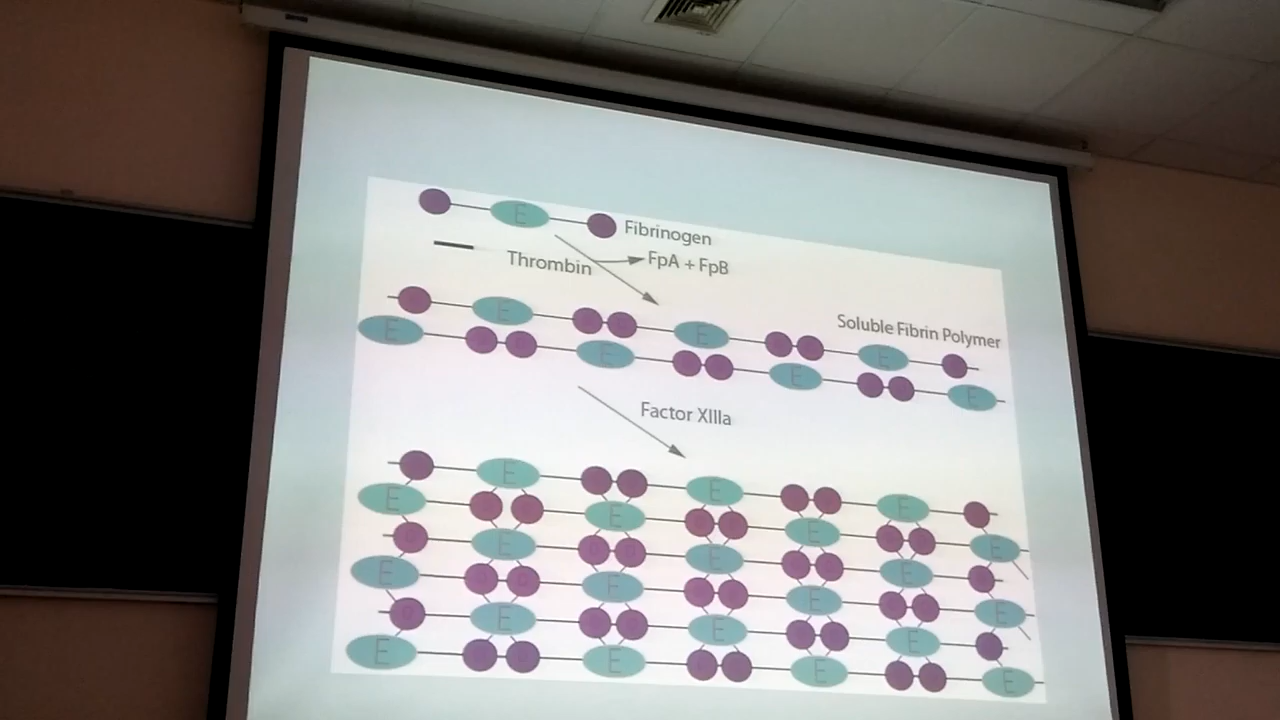 E
Fibrinogen
Thrombin
FpA + FpB
Soluble Fibrin Polymer
E E E
E E E E
Factor XIIIa
E E E
E E E E
E E E
E E E E
E E E
E E E E